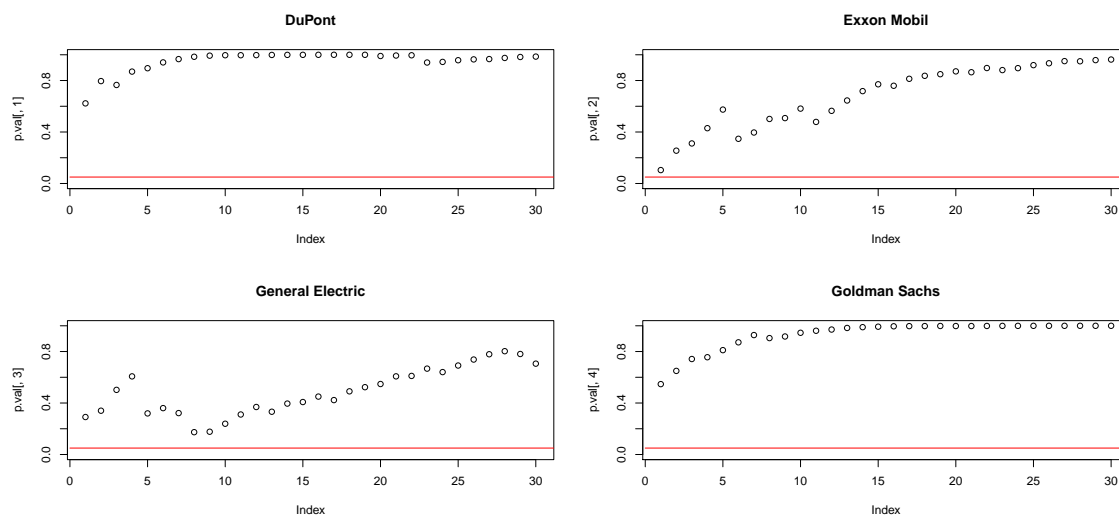 DuPont
p.val[, 1]
0.0 0.4 0.8
0 5 10 15 20 25 30
Index
Exxon Mobil
p.val[, 2]
0.0 0.4 0.8
0 5 10 15 20 25 30
Index
General Electric
p.val[, 3]
0.0 0.4 0.8
0 5 10 15 20 25 30
Index
Goldman Sachs
p.val[, 4]
0.0 0.4 0.8
0 5 10 15 20 25 30
Index